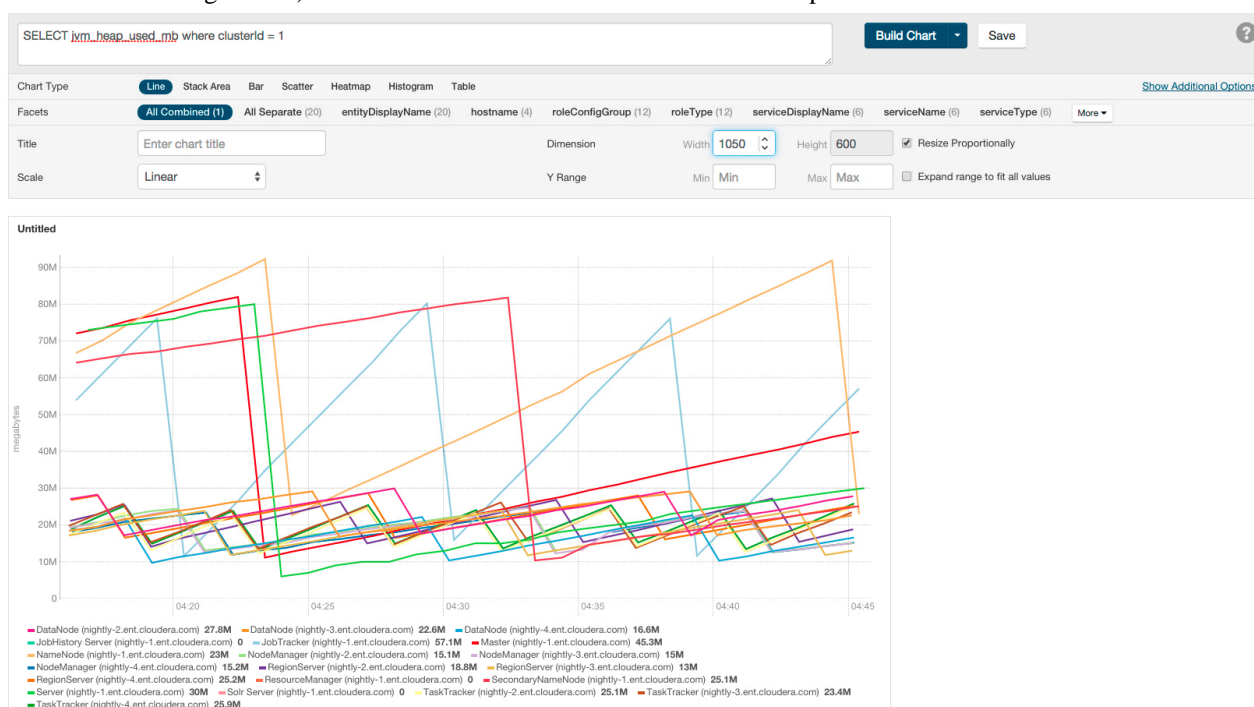 SELECT jvm_heap_used_mb where clusterId = 1
Build Chart
Save
?
Chart Type
Line Stack Area Bar Scatter Heatmap Histogram Table
Show Additional Options
Facets
All Combined (1) All Separate (20) entityDisplayName (20) hostname (4) roleConfigGroup (12) roleType (12) serviceDisplayName (6) serviceName (6) serviceType (6) More
Title
Enter chart title
Dimension
Width 1050
Height 600
Resize Proportionally
Scale
Linear
Y Range
Min Min
Max Max
Expand range to fit all values
Untitled
90M
80M
70M
60M
50M
40M
30M
20M
10M
0
megabytes
04:20 04:25 04:30 04:35 04:40 04:45
DataNode (nightly-2.ent.cloudera.com) 27.8M DataNode (nightly-3.ent.cloudera.com) 22.6M DataNode (nightly-4.ent.cloudera.com) 16.6M
JobHistory Server (nightly-1.ent.cloudera.com) 0 JobTracker (nightly-1.ent.cloudera.com) 57.1M Master (nightly-1.ent.cloudera.com) 45.3M
NameNode (nightly-1.ent.cloudera.com) 23M NodeManager (nightly-2.ent.cloudera.com) 15.1M NodeManager (nightly-3.ent.cloudera.com) 15M
NodeManager (nightly-4.ent.cloudera.com) 15.2M RegionServer (nightly-2.ent.cloudera.com) 18.8M RegionServer (nightly-3.ent.cloudera.com) 13M
RegionServer (nightly-4.ent.cloudera.com) 25.2M ResourceManager (nightly-1.ent.cloudera.com) 0 SecondaryNameNode (nightly-1.ent.cloudera.com) 25.1M
Server (nightly-1.ent.cloudera.com) 30M Solr Server (nightly-1.ent.cloudera.com) 0 TaskTracker (nightly-2.ent.cloudera.com) 25.1M TaskTracker (nightly-3.ent.cloudera.com) 23.4M
TaskTracker (nightly-4.ent.cloudera.com) 25.9M